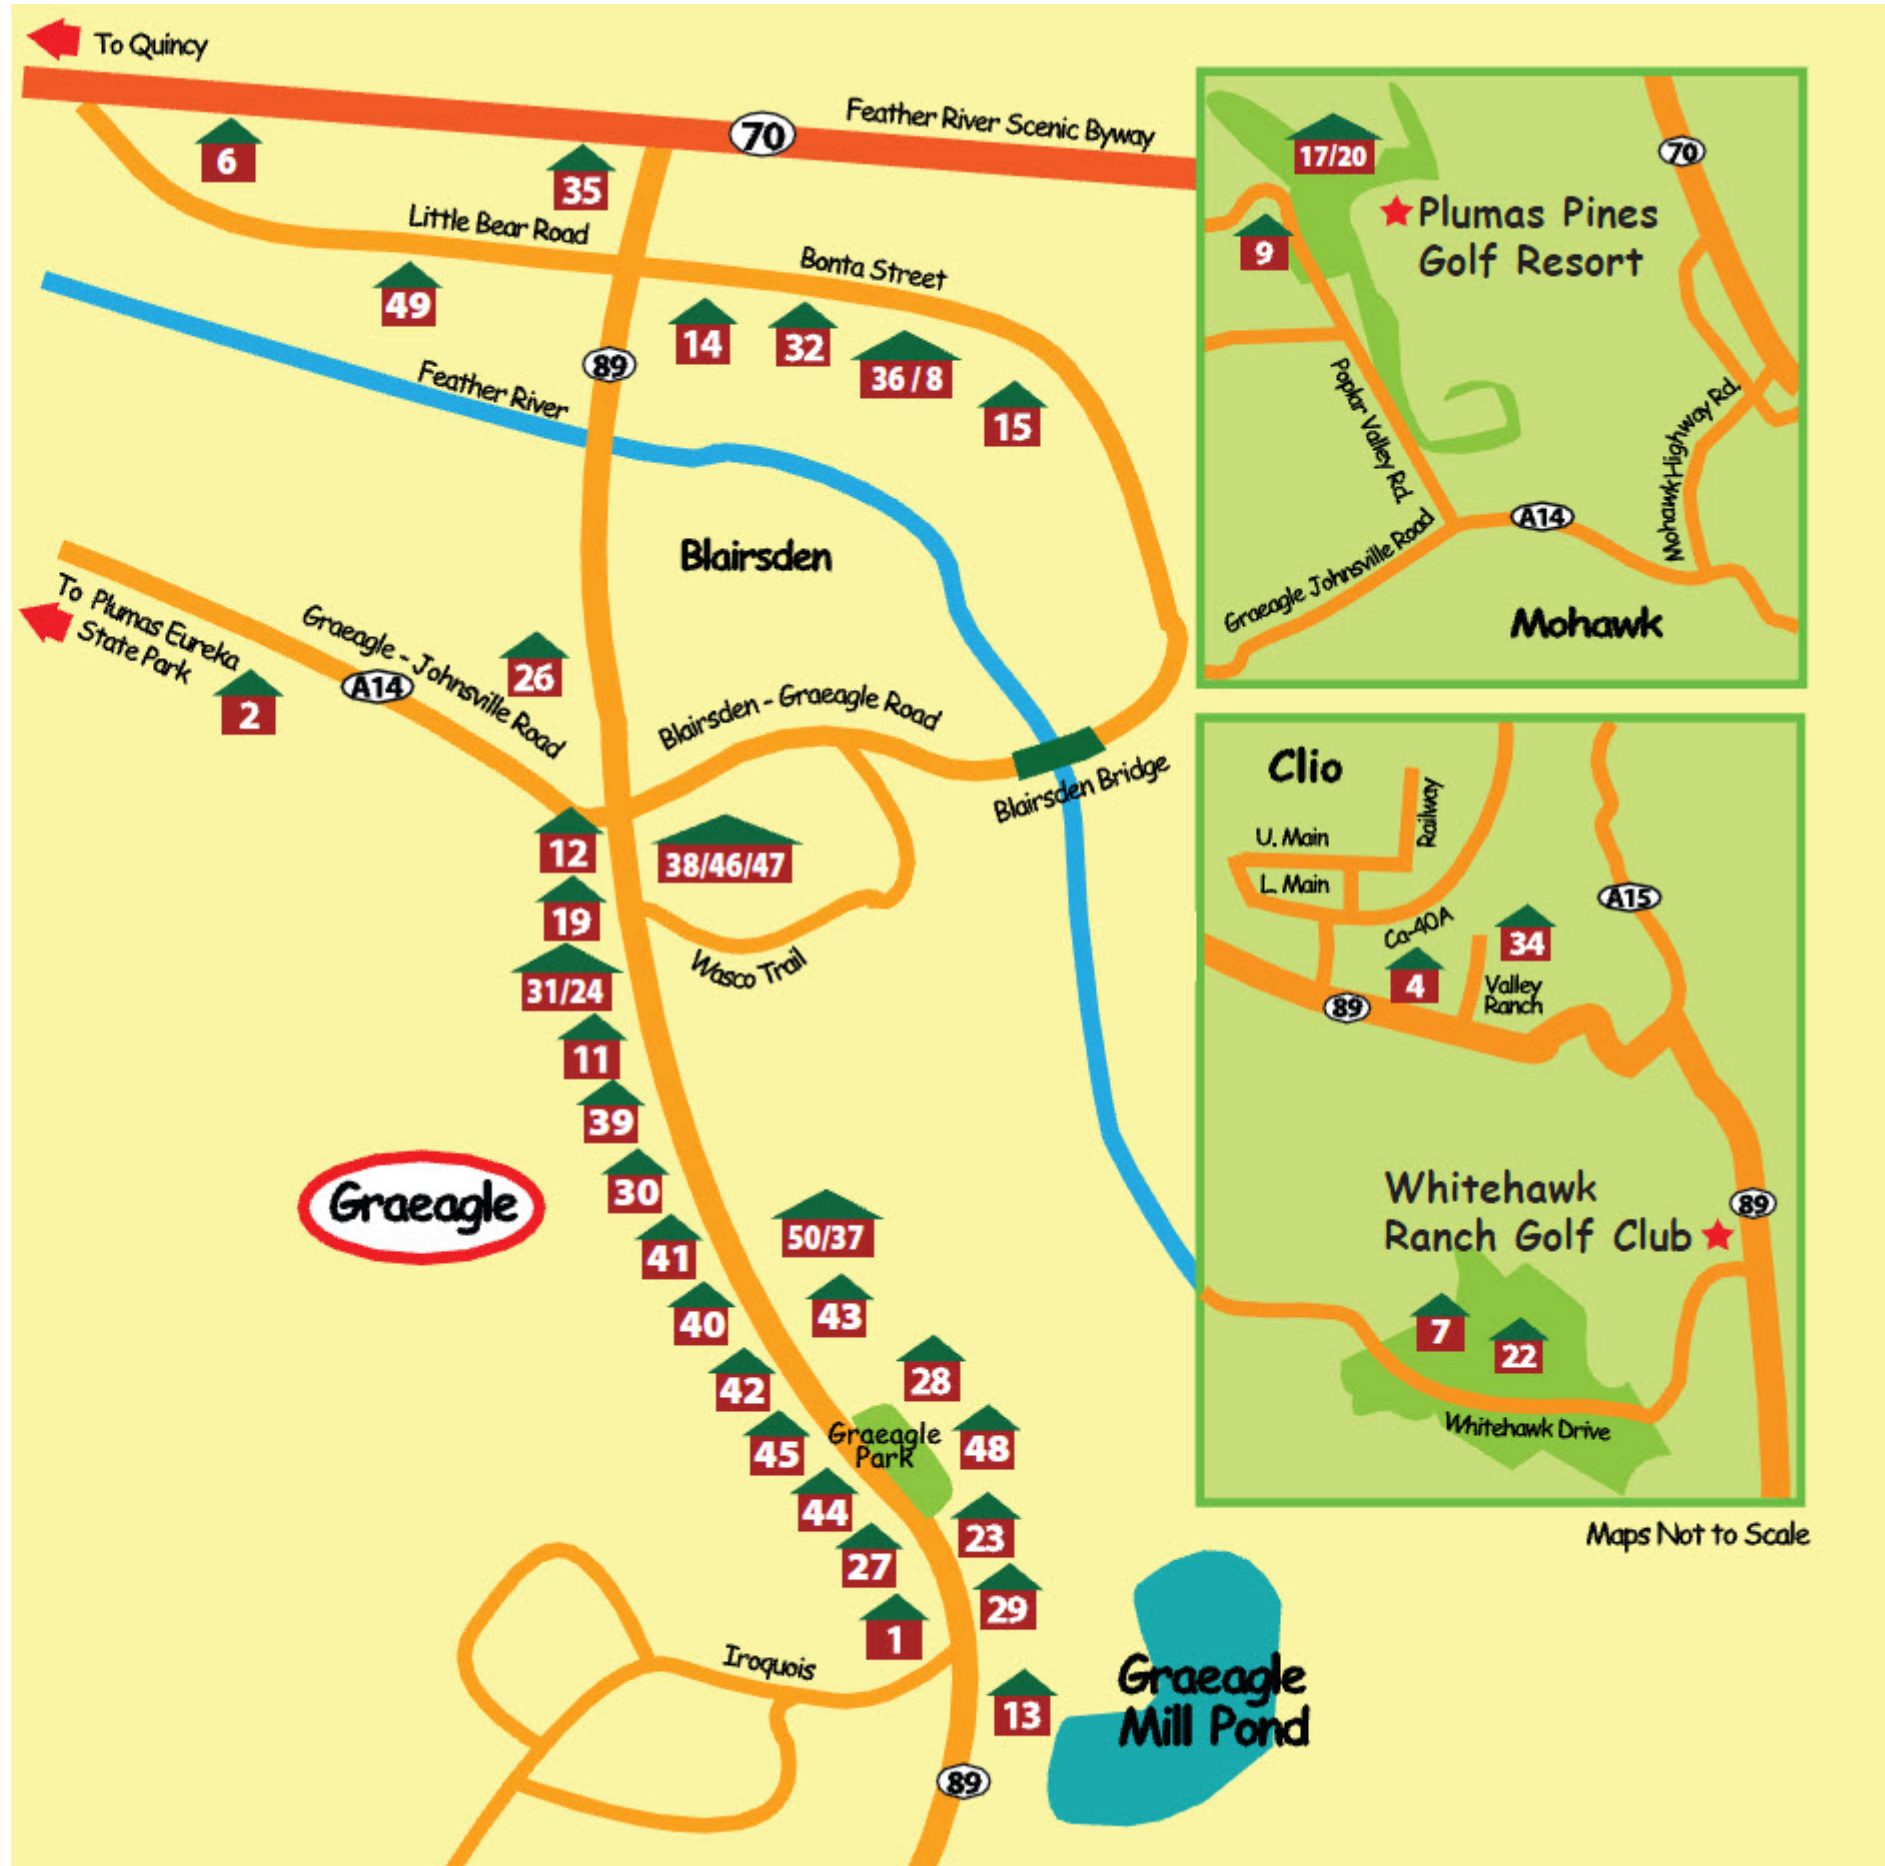 To Quincy
70
Feather River Scenic Byway
6
35
Little Bear Road
Bonta Street
49
14
32
36 / 8
15
89
Feather River
Blairsden
To Plumas Eureka
State Park
2
A14
Graeagle - Johnsville Road
26
Blairsden - Graeagle Road
Blairsden Bridge
12
38/46/47
19
Wasco Trail
31/24
11
39
Graeagle
30
50/37
41
43
40
28
42
Graeagle
Park
48
45
44
23
27
29
1
Iroquois
13
Graeagle
Mill Pond
89
17/20
70
Plumas Pines
Golf Resort
9
Poplar Valley Rd.
Mohawk Highway Rd.
A14
Graeagle Johnsville Road
Mohawk
Clio
Railway
U. Main
L. Main
A15
Ca-40A
34
4
Valley
Ranch
89
Whitehawk
Ranch Golf Club
89
7
22
Whitehawk Drive
Maps Not to Scale